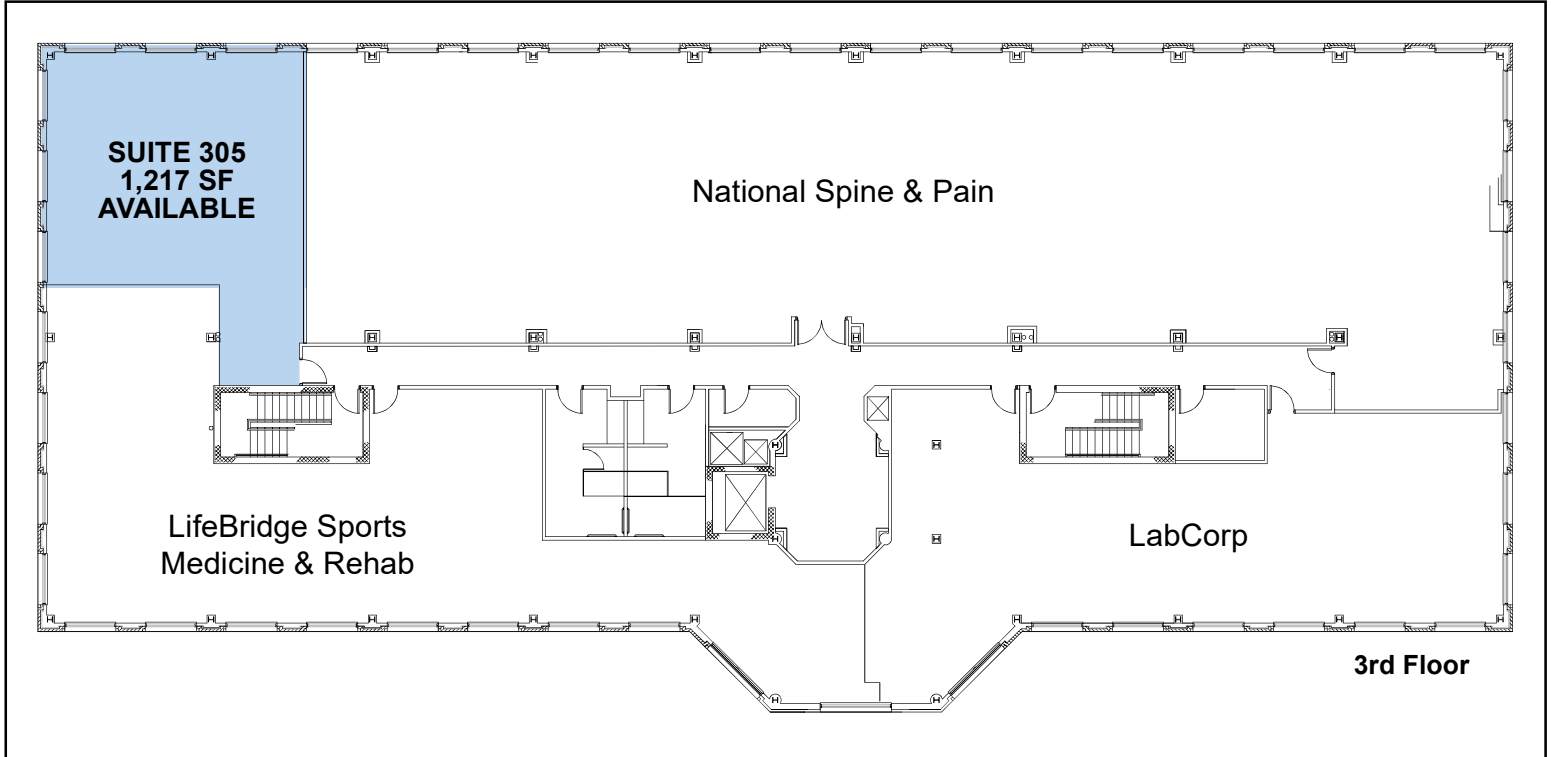 SUITE 305
1,217 SF
AVAILABLE
National Spine & Pain
LifeBridge Sports
Medicine & Rehab
LabCorp
3rd Floor